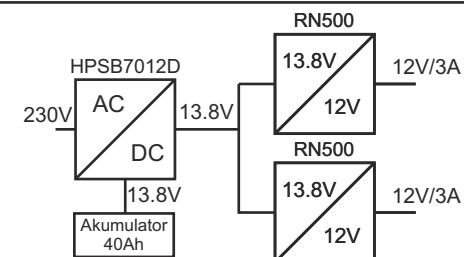 RN500
13.8V
12V
12V/3A
HPSB7012D
230V
AC
DC
13.8V
13.8V
Akumulator
40Ah
RN500
13.8V
12V
12V/3A